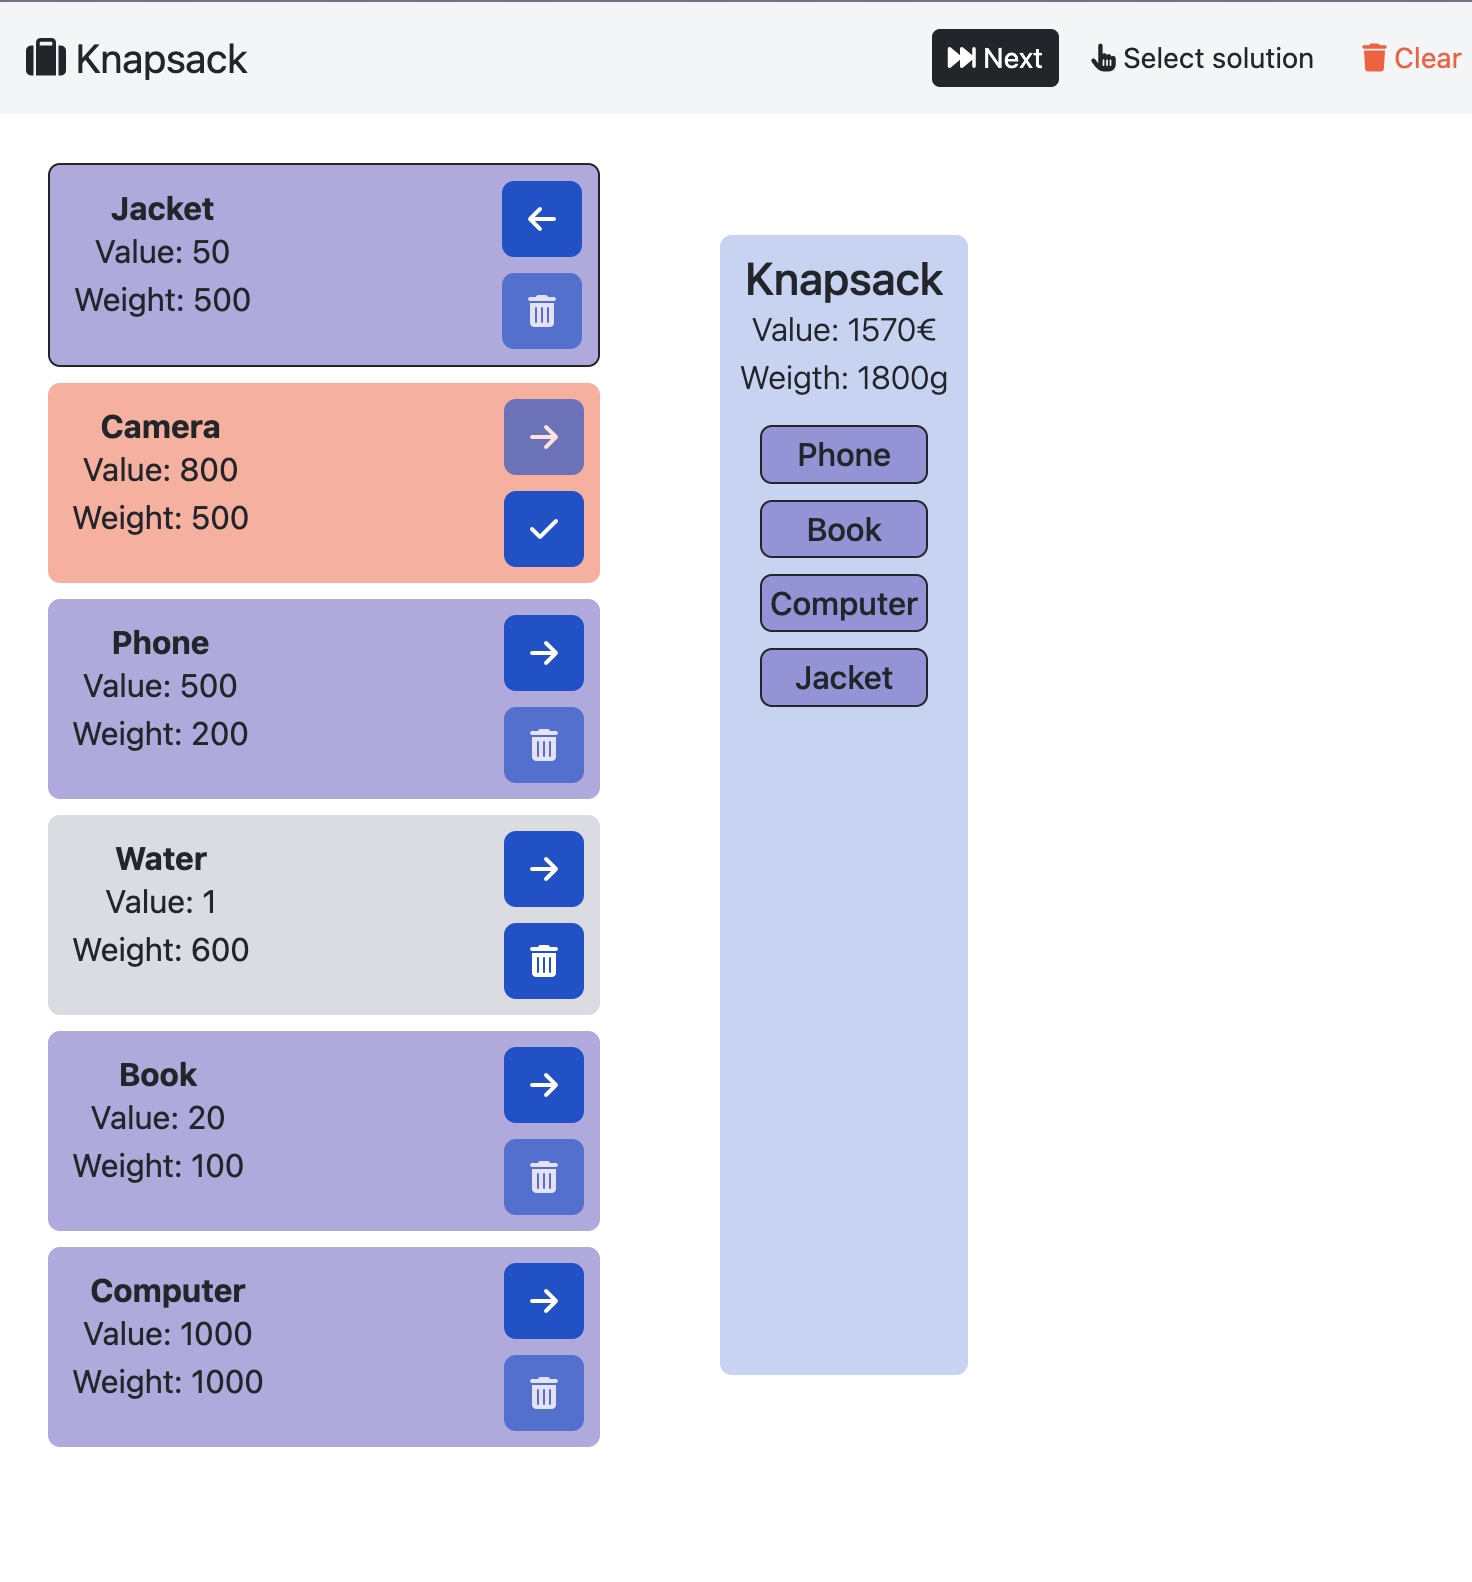 Knapsack
Next
Select solution
Clear
Jacket
Value: 50
Weight: 500
Camera
Value: 800
Weight: 500
Phone
Value: 500
Weight: 200
Water
Value: 1
Weight: 600
Book
Value: 20
Weight: 100
Computer
Value: 1000
Weight: 1000
Knapsack
Value: 1570€
Weigth: 1800g
Phone
Book
Computer
Jacket